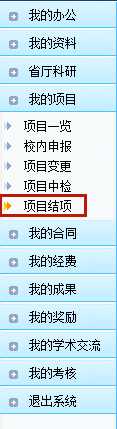 我的办公
我的资料
省厅科研
我的项目
项目一览
校内申报
项目变更
项目中检
项目结项
我的合同
我的经费
我的成果
我的奖励
我的学术交流
我的考核
退出系统